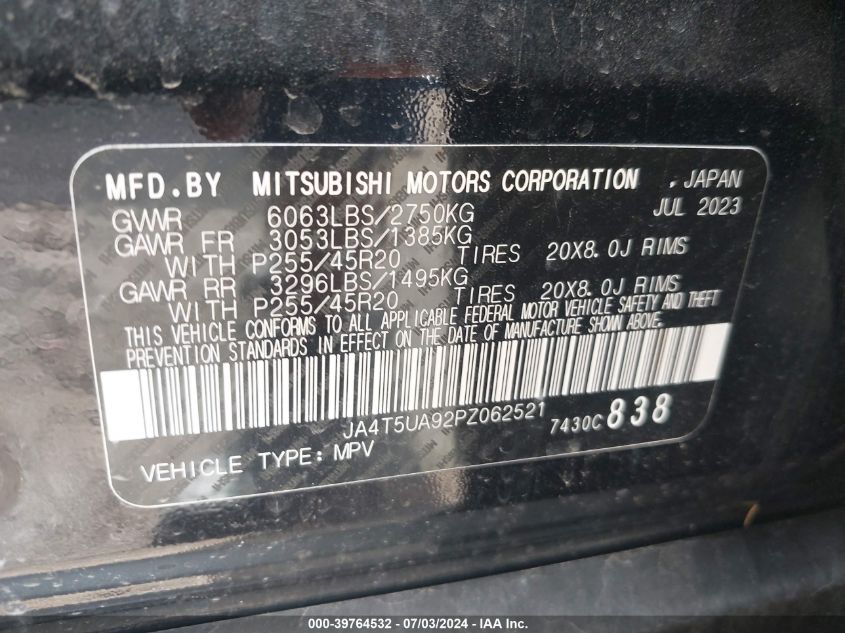 MFD.BY MITSUBISHI MOTORS CORPORATION , JAPAN
GVWR 6063LBS/2750KG JUL 2023
GAWR FR 3053LBS/1385KG
WITH P255/45R20 TIRES 20X8.0J RIMS
GAWR RR 3296LBS/1495KG
WITH P255/45R20 TIRES 20X8.0J RIMS
THIS VEHICLE CONFORMS TO ALL APPLICABLE FEDERAL MOTOR VEHICLE SAFETY AND THEFT
PREVENTION STANDARDS IN EFFECT ON THE DATE OF MANUFACTURE SHOWN ABOVE.
JA4T5UA92PZ062521 7430C 838
VEHICLE TYPE: MPV
000-39764532 - 07/03/2024 - IAA Inc.